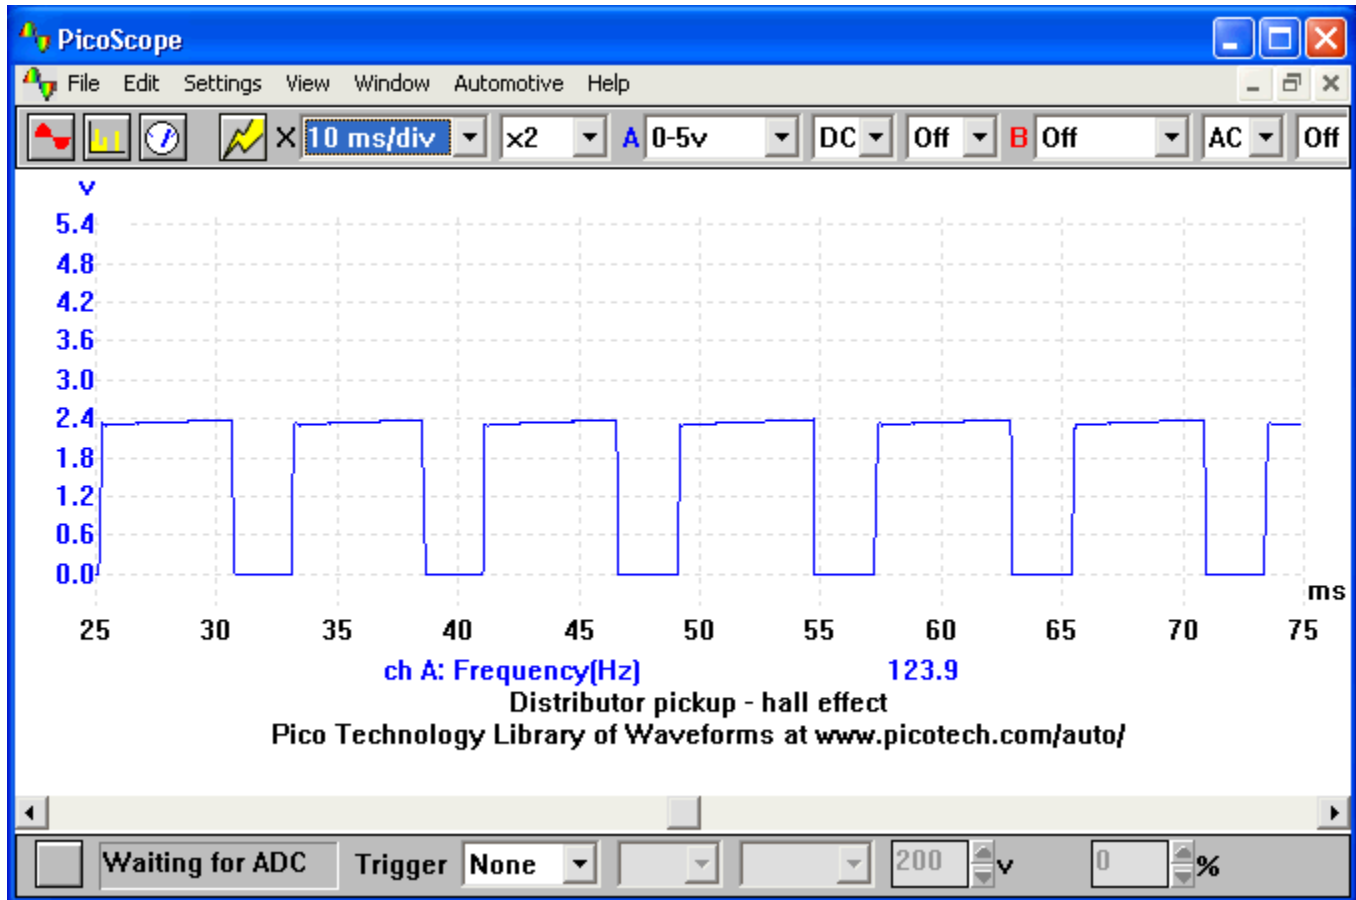 PicoScope
File Edit Settings View Window Automotive Help
X 10 ms/div x2 A 0-5v DC Off B Off AC Off
v
5.4
4.8
4.2
3.6
3.0
2.4
1.8
1.2
0.6
0.0
ms
25 30 35 40 45 50 55 60 65 70 75
ch A: Frequency(Hz) 123.9
Distributor pickup - hall effect
Pico Technology Library of Waveforms at www.picotech.com/auto/
Waiting for ADC Trigger None 200 v 0 %